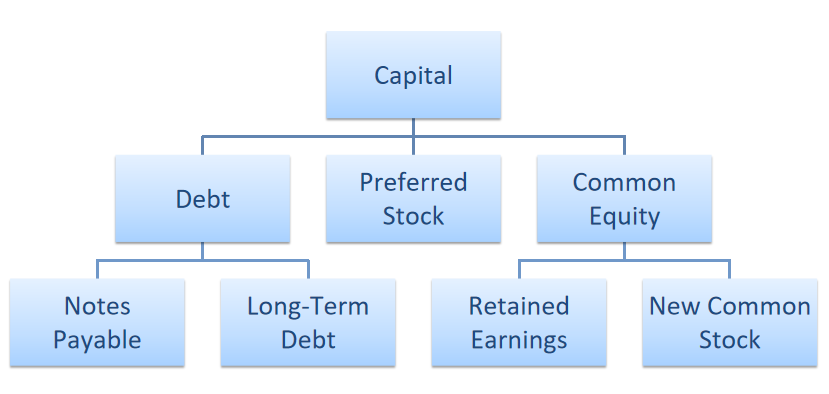 Capital
Debt
Preferred
Stock
Common
Equity
Notes
Payable
Long-Term
Debt
Retained
Earnings
New Common
Stock